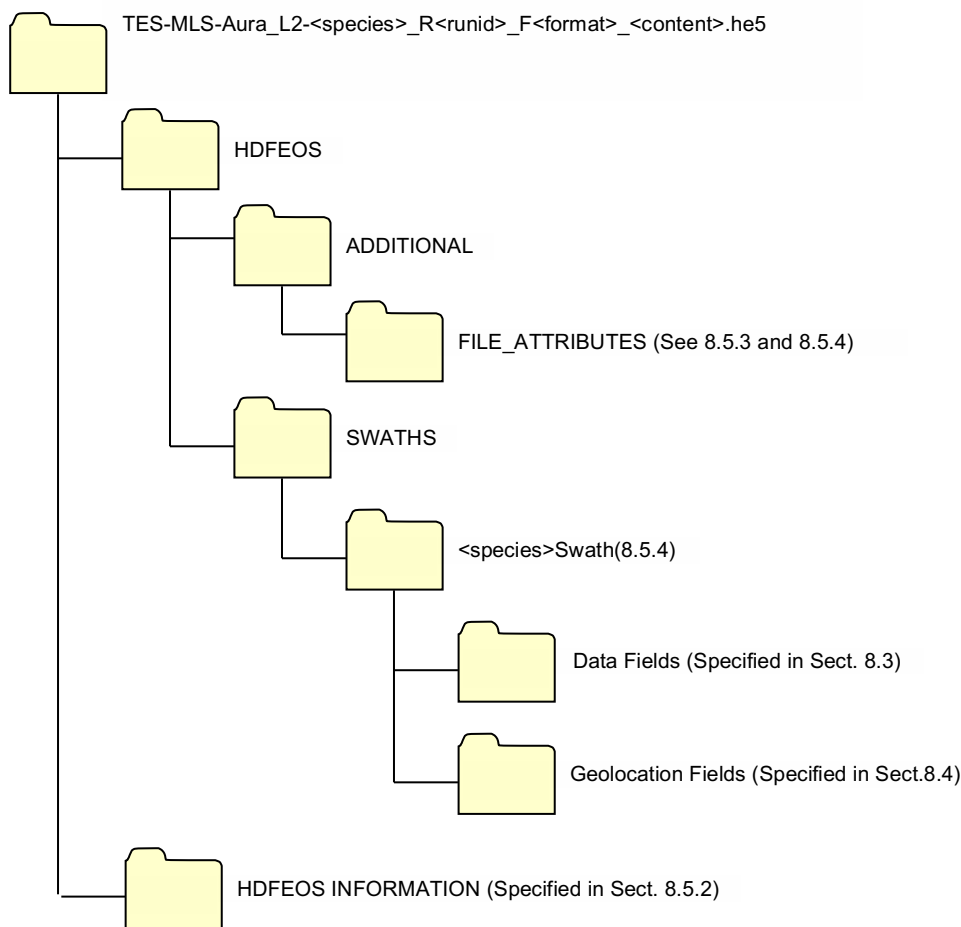 TES-MLS-Aura_L2-<species>_R<runid>_F<format>_<content>.he5
HDFEOS
ADDITIONAL
FILE_ATTRIBUTES (See 8.5.3 and 8.5.4)
SWATHS
<species>Swath(8.5.4)
Data Fields (Specified in Sect. 8.3)
Geolocation Fields (Specified in Sect.8.4)
HDFEOS INFORMATION (Specified in Sect. 8.5.2)